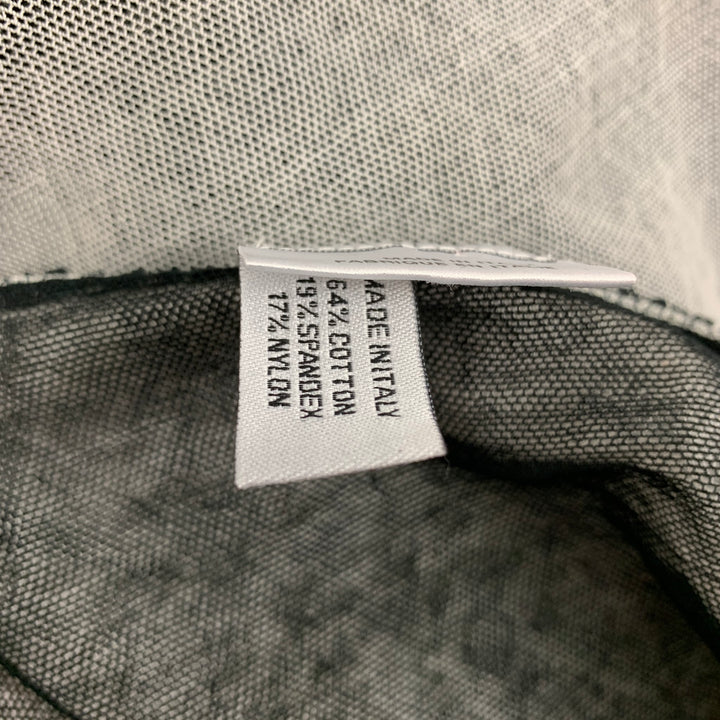 MADE IN ITALY
64% COTTON
19% SPANDEX
17% NYLON